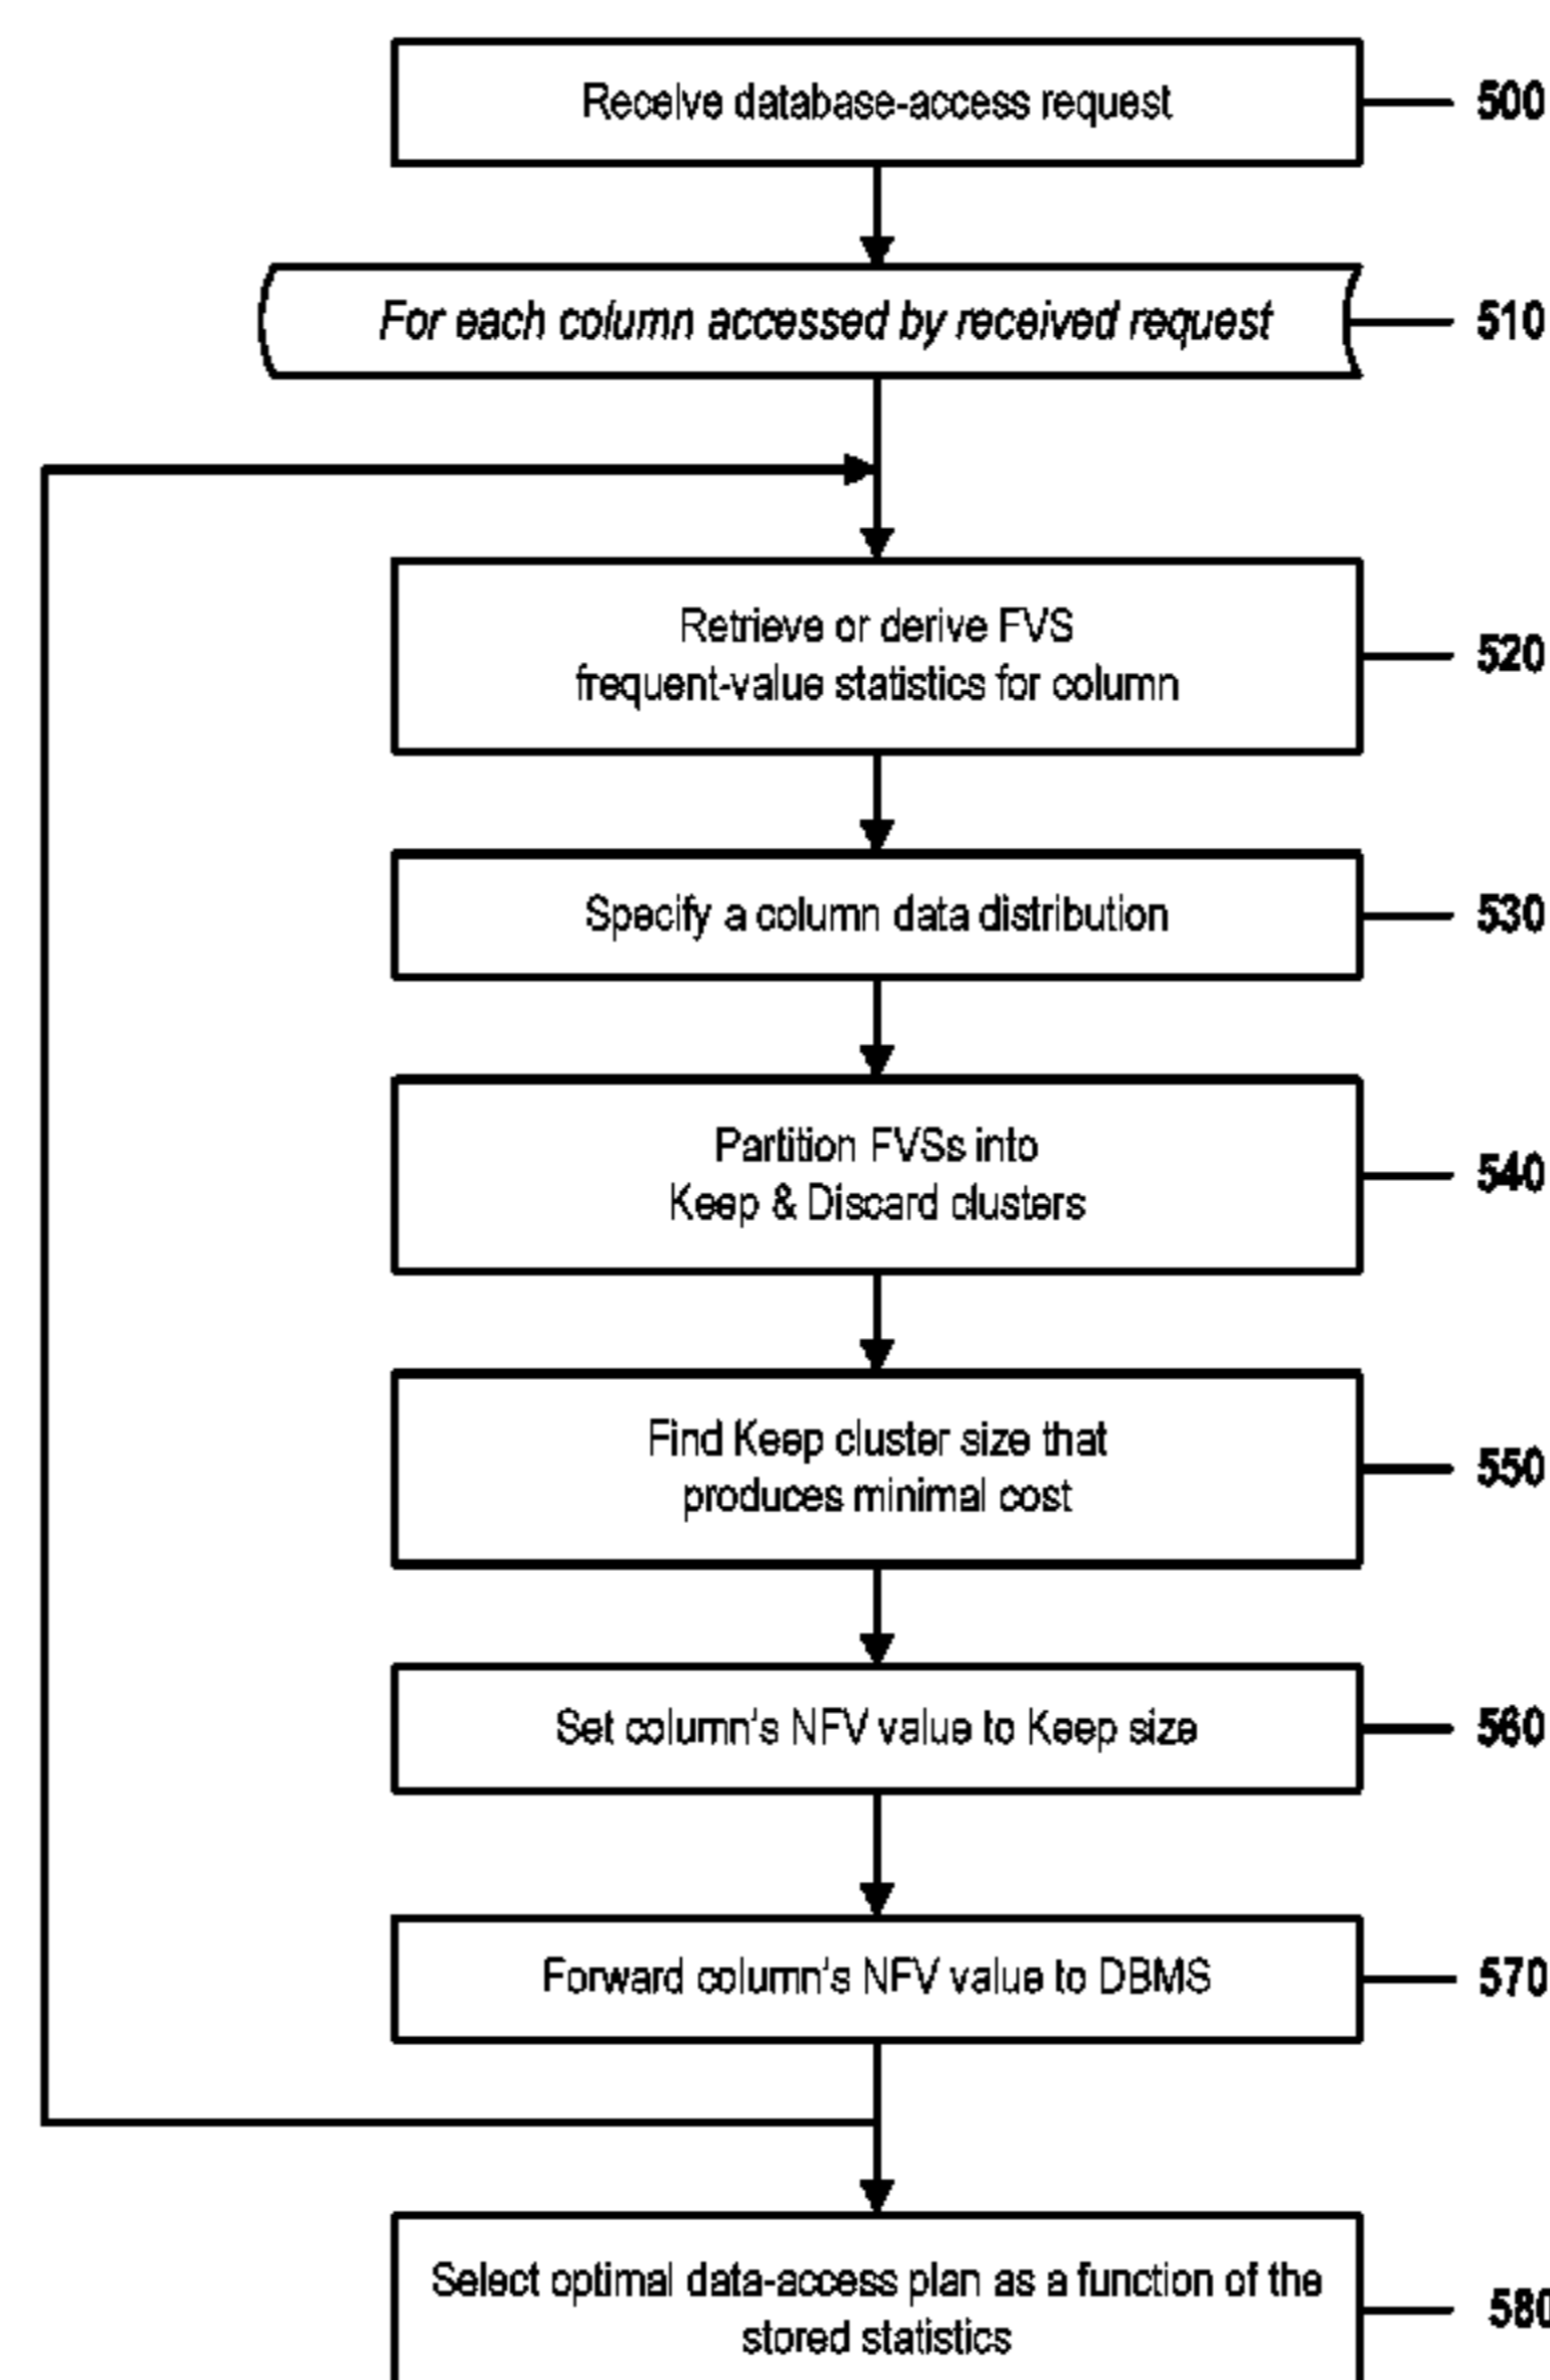 Receive database-access request
500
For each column accessed by received request
510
Retrieve or derive FVS
frequent-value statistics for column
520
Specify a column data distribution
530
Partition FVSs into
Keep & Discard clusters
540
Find Keep cluster size that
produces minimal cost
550
Set column's NFV value to Keep size
560
Forward column's NFV value to DBMS
570
Select optimal data-access plan as a function of the
stored statistics
580